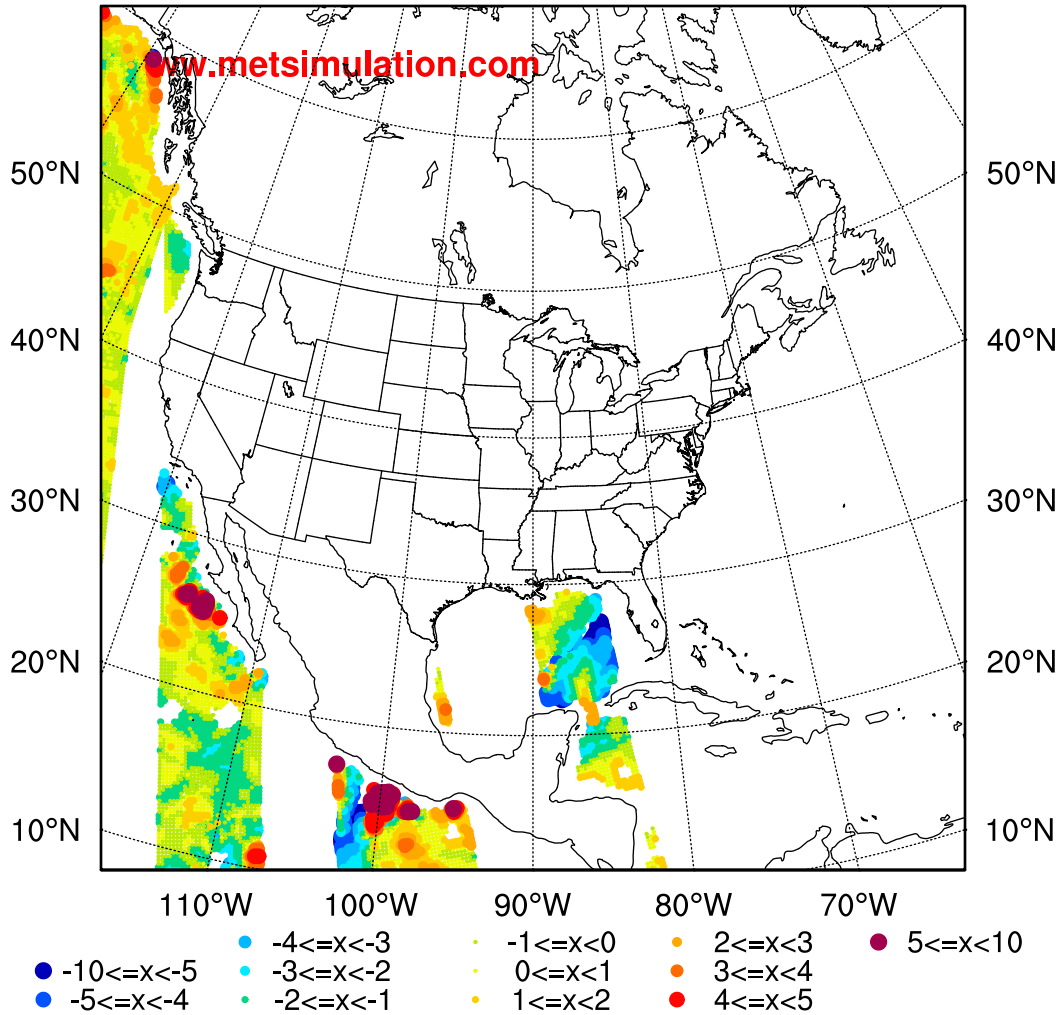 ww.metsimulation.com
50°N 50°N
40°N 40°N
30°N 30°N
20°N 20°N
10°N 10°N
110°W 100°W 90°W 80°W 70°W
-4<=x<-3 -1<=x<0 2<=x<3 5<=x<10
-10<=x<-5 -3<=x<-2 0<=x<1 3<=x<4
-5<=x<-4 -2<=x<-1 1<=x<2 4<=x<5